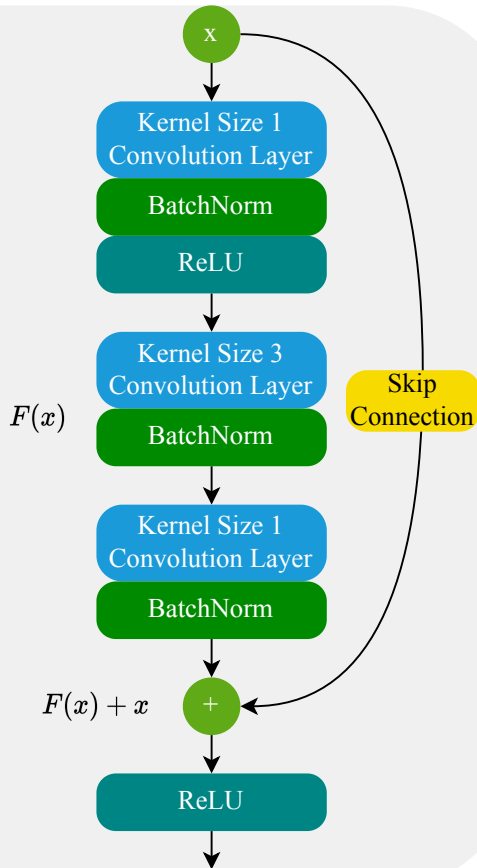 x
Kernel Size 1
Convolution Layer
BatchNorm
ReLU
Kernel Size 3
Convolution Layer
Skip
Connection
F(x)
BatchNorm
Kernel Size 1
Convolution Layer
BatchNorm
F(x) + x
+
ReLU